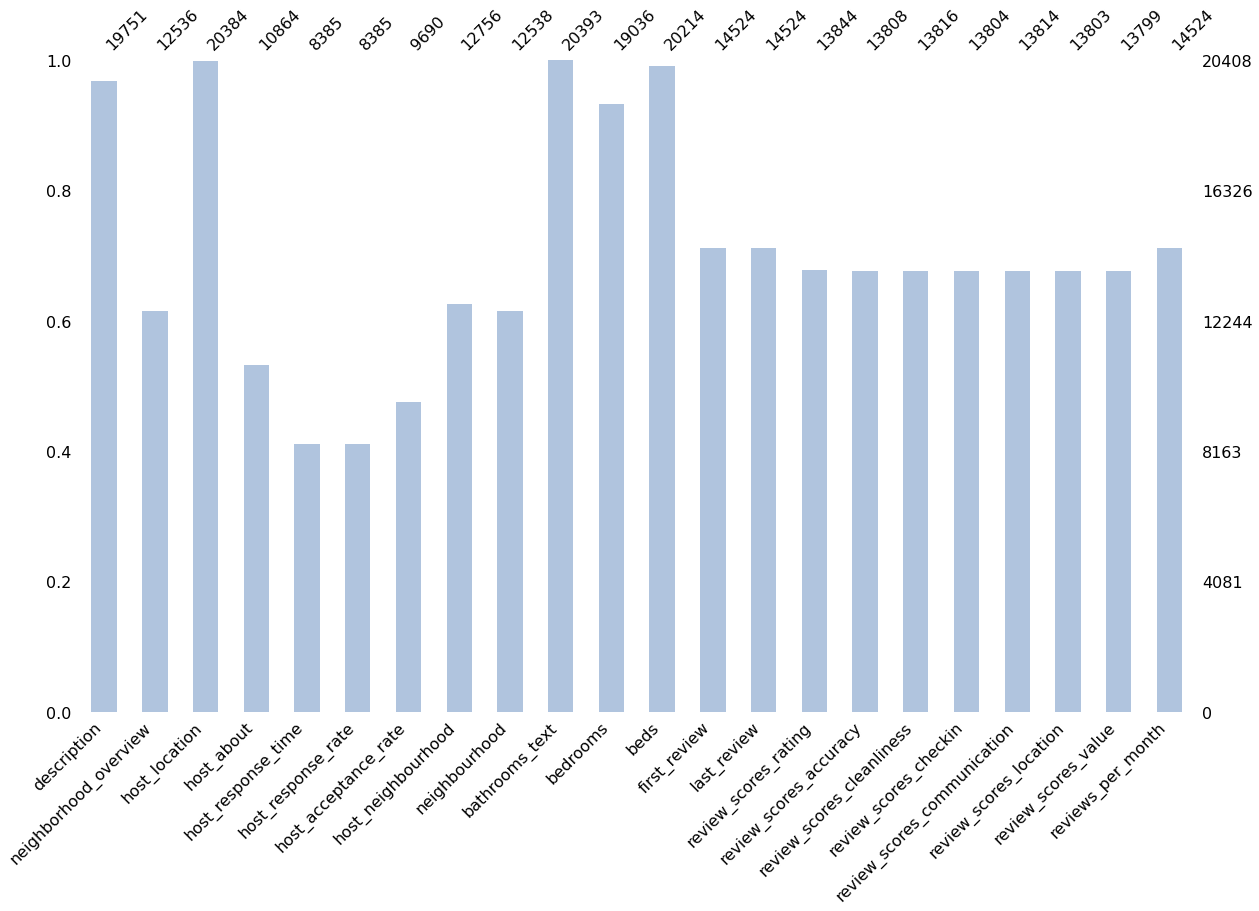 19751 12536 20384 10864 8385 8385 9690 12756 12538 20393 19036 20214 14524 14524 13844 13808 13816 13804 13814 13803 13799 14524
1.0 20408
0.8 16326
0.6 12244
0.4 8163
0.2 4081
0.0 0
description
neighborhood_overview
host_location
host_about
host_response_time
host_response_rate
host_acceptance_rate
host_neighbourhood
neighbourhood
bathrooms_text
bedrooms
beds
first_review
last_review
review_scores_rating
review_scores_accuracy
review_scores_cleanliness
review_scores_checkin
review_scores_communication
review_scores_location
review_scores_value
reviews_per_month